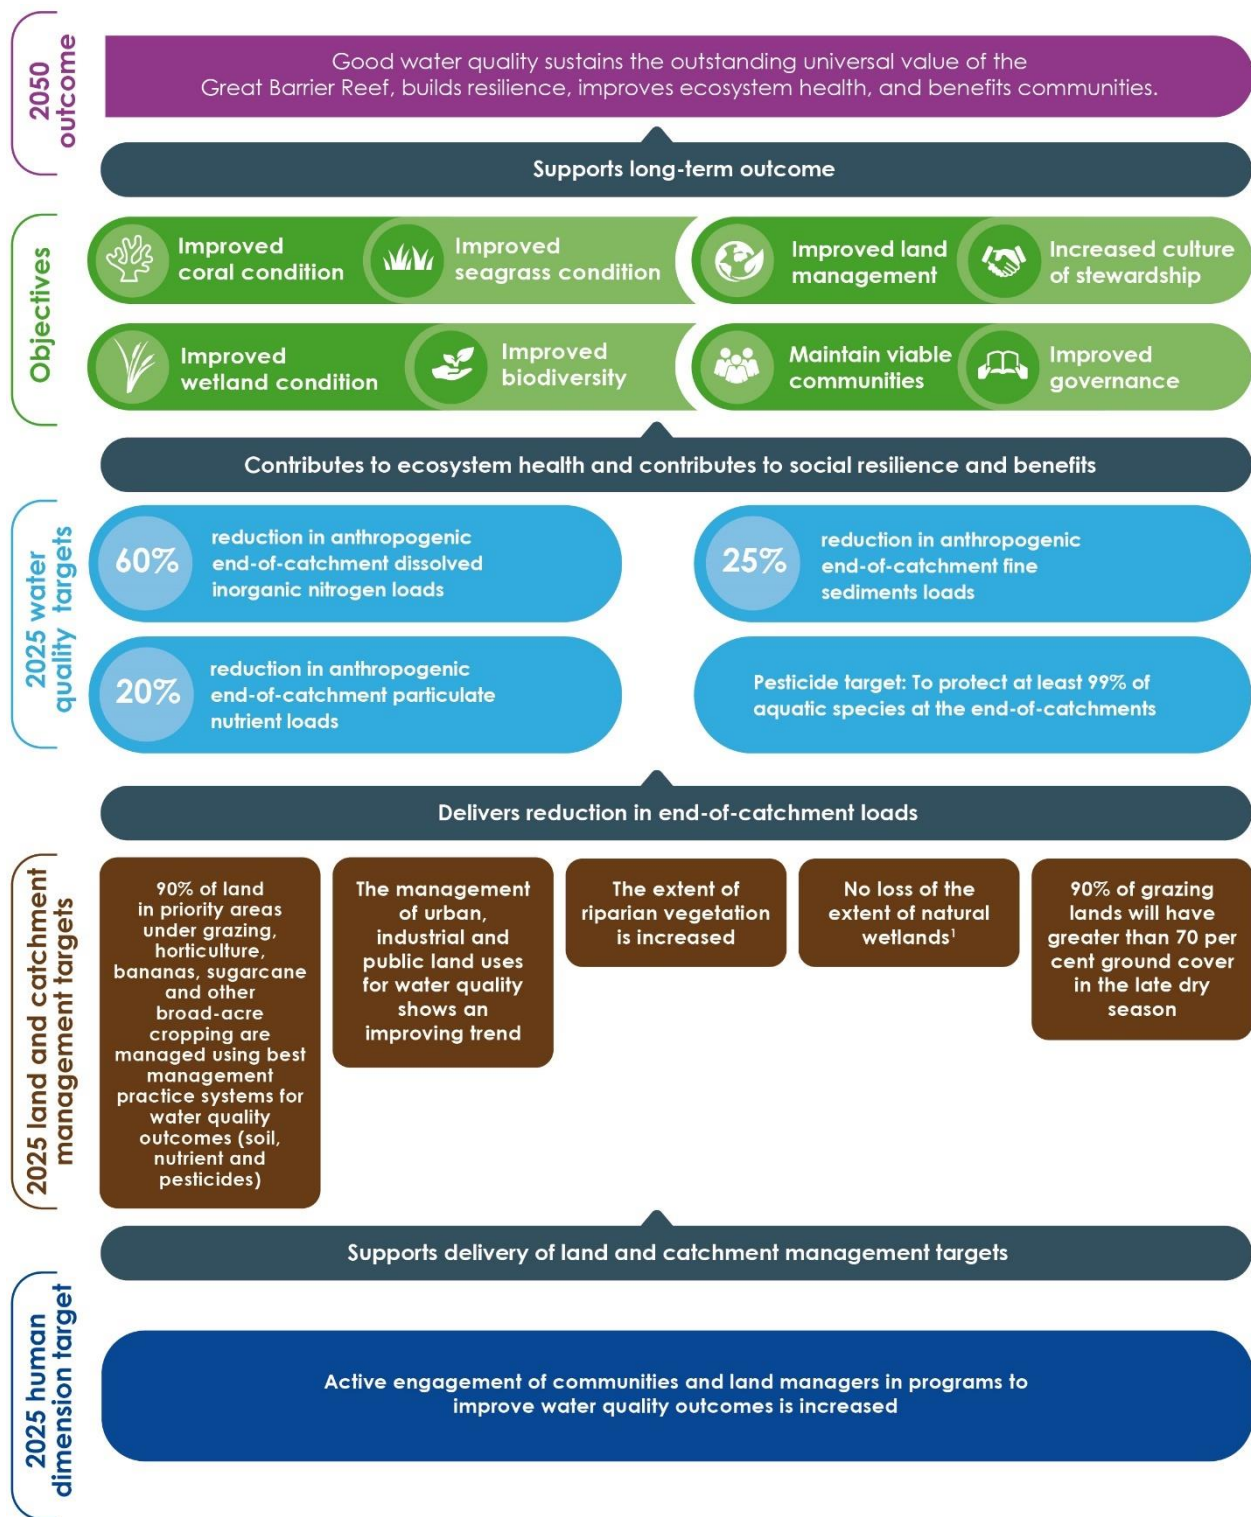 2050
outcome
Good water quality sustains the outstanding universal value of the
Great Barrier Reef, builds resilience, improves ecosystem health, and benefits communities.
Supports long-term outcome
Objectives
Improved
coral condition
Improved
seagrass condition
Improved land
management
Increased culture
of stewardship
Improved
wetland condition
Improved
biodiversity
Maintain viable
communities
Improved
governance
Contributes to ecosystem health and contributes to social resilience and benefits
2025 water
quality targets
60%
reduction in anthropogenic
end-of-catchment dissolved
inorganic nitrogen loads
25%
reduction in anthropogenic
end-of-catchment fine
sediments loads
20%
reduction in anthropogenic
end-of-catchment particulate
nutrient loads
Pesticide target: To protect at least 99% of
aquatic species at the end-of-catchments
Delivers reduction in end-of-catchment loads
2025 land and catchment
management targets
90% of land
in priority areas
under grazing,
horticulture,
bananas, sugarcane
and other
broad-acre
cropping are
managed using best
management
practice systems for
water quality
outcomes (soil,
nutrient and
pesticides)
The management
of urban,
industrial and
public land uses
for water quality
shows an
improving trend
The extent of
riparian vegetation
is increased
No loss of the
extent of natural
wetlands¹
90% of grazing
lands will have
greater than 70 per
cent ground cover
in the late dry
season
Supports delivery of land and catchment management targets
2025 human
dimension target
Active engagement of communities and land managers in programs to
improve water quality outcomes is increased